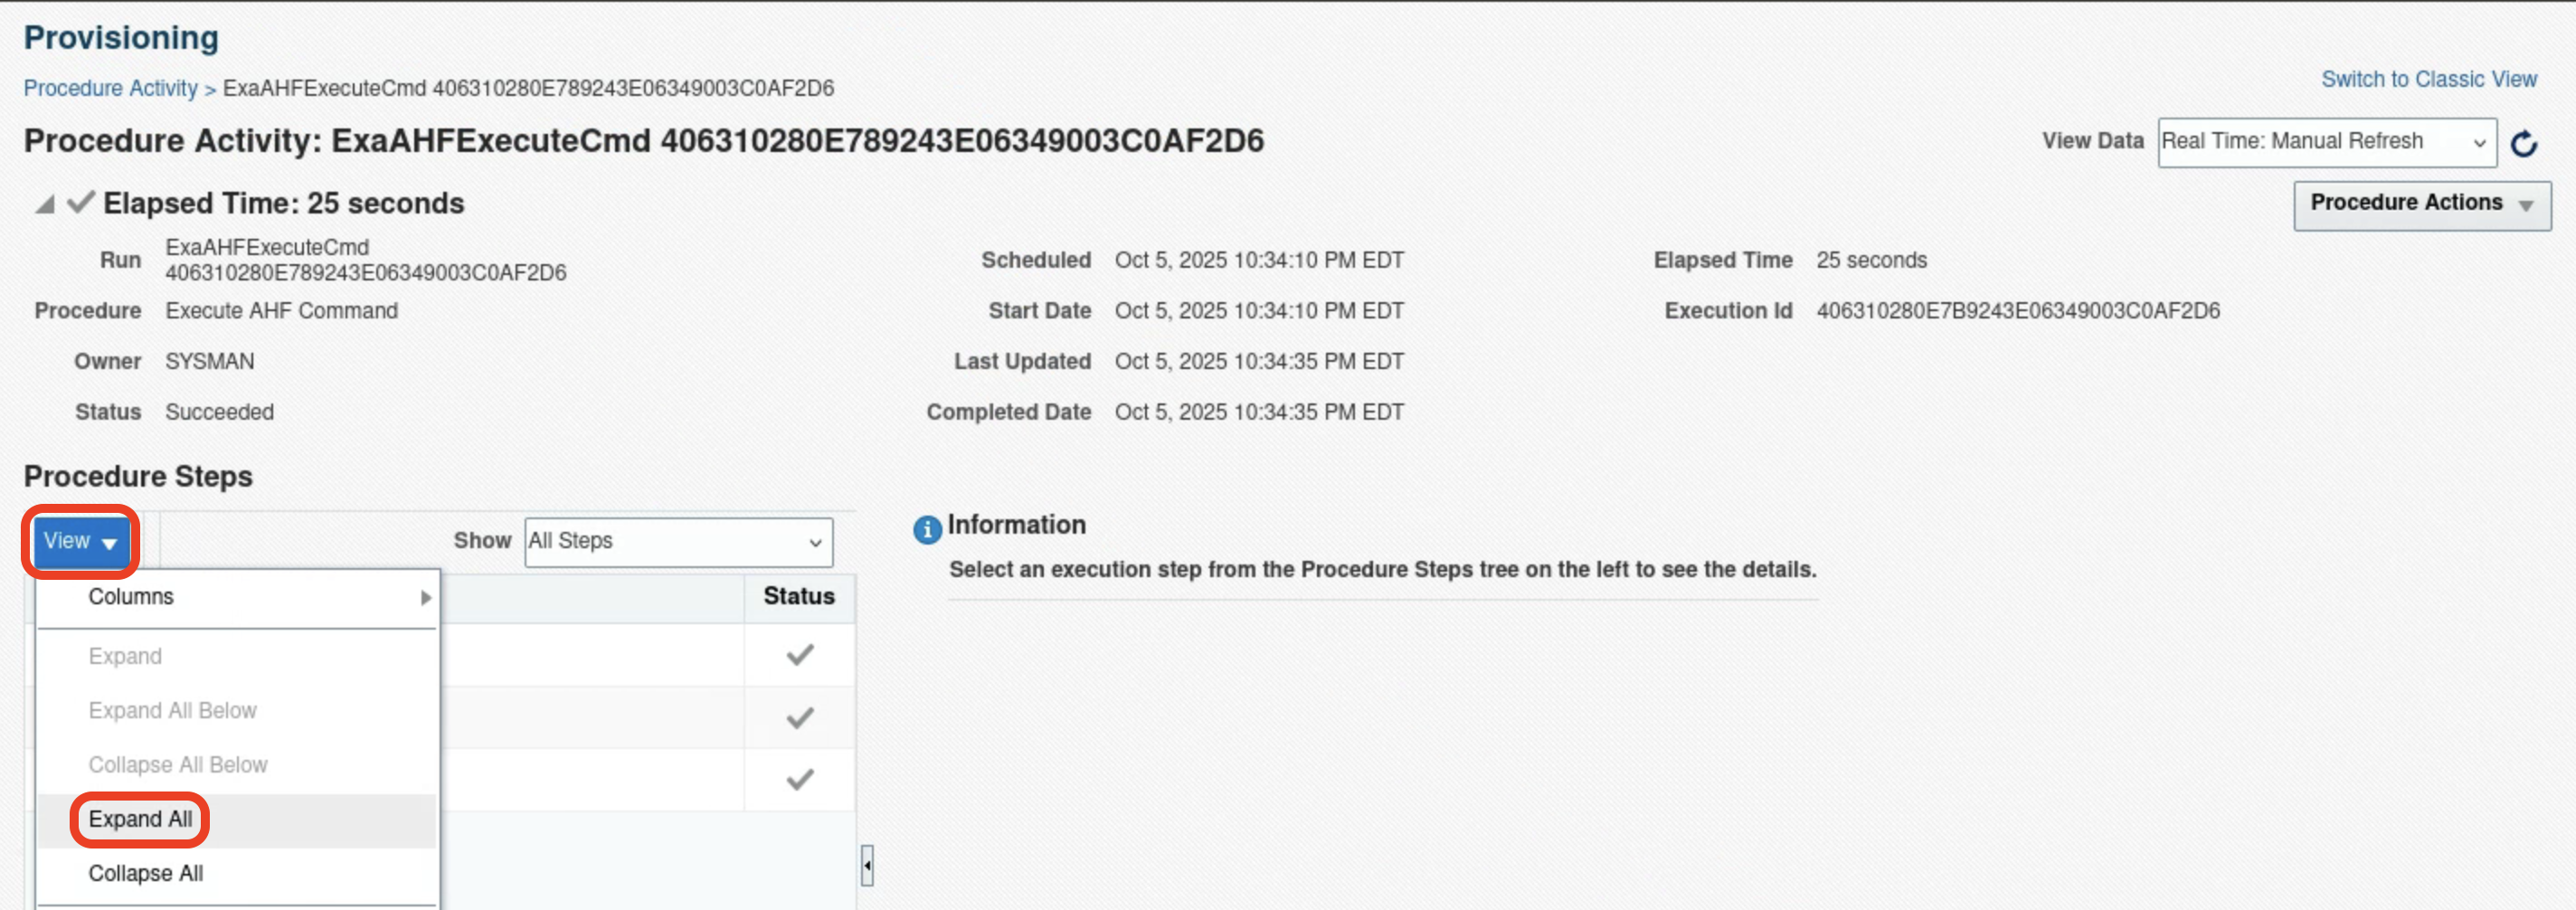 Provisioning
Procedure Activity > ExaAHFExecuteCmd 406310280E789243E06349003C0AF2D6
Switch to Classic View
Procedure Activity: ExaAHFExecuteCmd 406310280E789243E06349003C0AF2D6
View Data Real Time: Manual Refresh
Elapsed Time: 25 seconds
Procedure Actions
Run ExaAHFExecuteCmd
406310280E789243E06349003C0AF2D6
Scheduled Oct 5, 2025 10:34:10 PM EDT
Elapsed Time 25 seconds
Procedure Execute AHF Command
Start Date Oct 5, 2025 10:34:10 PM EDT
Execution Id 406310280E7B9243E06349003C0AF2D6
Owner SYSMAN
Last Updated Oct 5, 2025 10:34:35 PM EDT
Status Succeeded
Completed Date Oct 5, 2025 10:34:35 PM EDT
Procedure Steps
View
Show All Steps
Information
Select an execution step from the Procedure Steps tree on the left to see the details.
Columns
Status
Expand
Expand All Below
Collapse All Below
Expand All
Collapse All